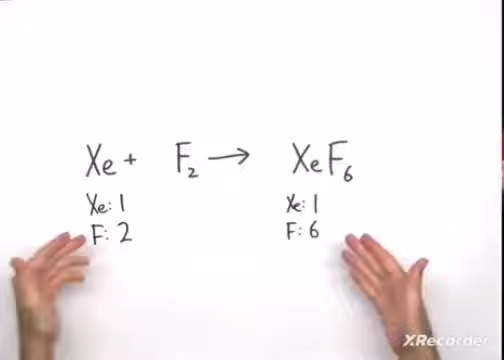 Xe + F₂ → XeF₆
Xe: 1 Xe: 1
F: 2 F: 6
XRecorder